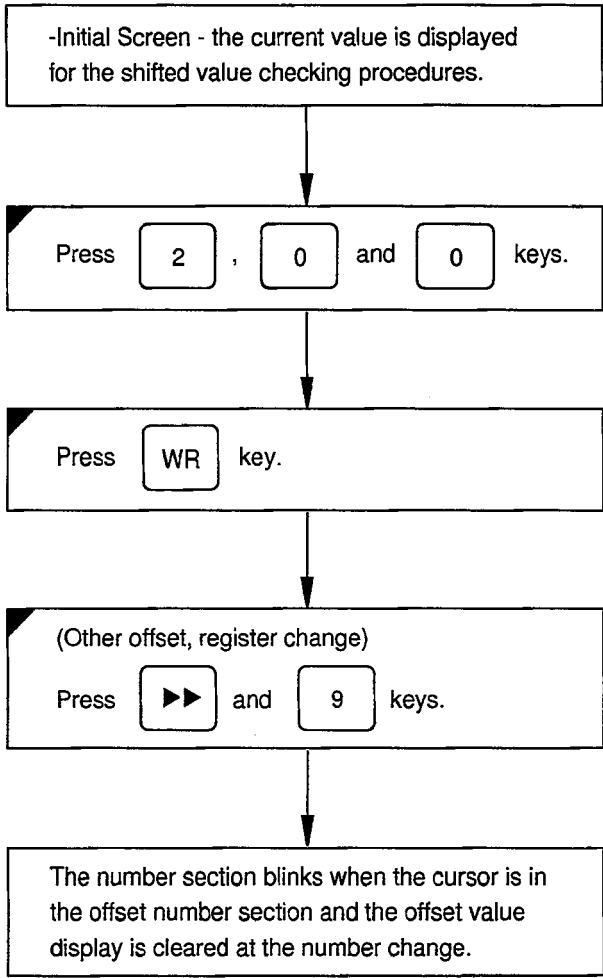 -Initial Screen - the current value is displayed
for the shifted value checking procedures.
Press 2 , 0 and 0 keys.
Press WR key.
(Other offset, register change)
Press ▶▶ and 9 keys.
The number section blinks when the cursor is in
the offset number section and the offset value
display is cleared at the number change.